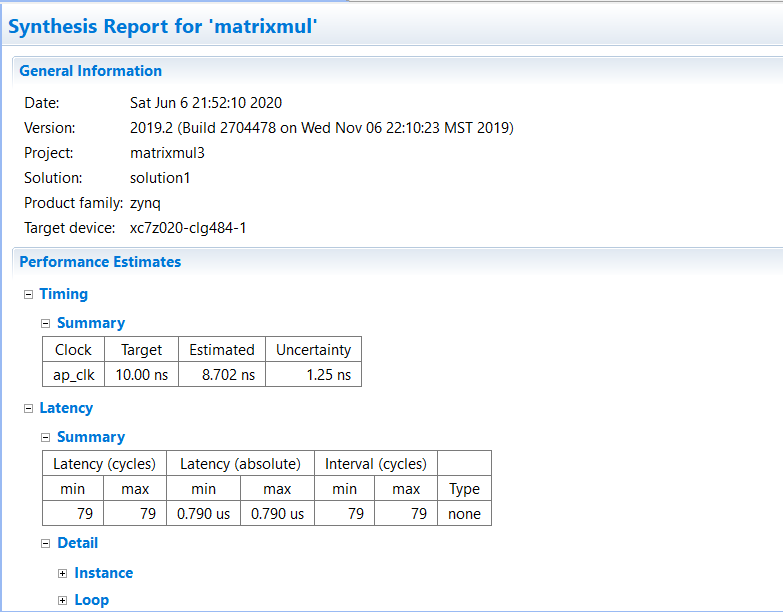 Synthesis Report for 'matrixmul'
General Information
Date: Sat Jun 6 21:52:10 2020
Version: 2019.2 (Build 2704478 on Wed Nov 06 22:10:23 MST 2019)
Project: matrixmul3
Solution: solution1
Product family: zynq
Target device: xc7z020-clg484-1
Performance Estimates
Timing
Summary
Clock Target Estimated Uncertainty
ap_clk 10.00 ns 8.702 ns 1.25 ns
Latency
Summary
Latency (cycles) Latency (absolute) Interval (cycles)
min max min max min max Type
79 79 0.790 us 0.790 us 79 79 none
Detail
Instance
Loop